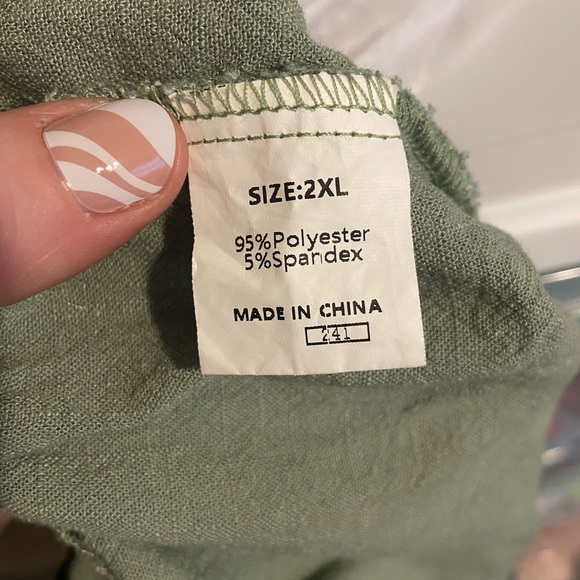 SIZE:2XL
95%Polyester
5%Spandex
MADE IN CHINA
241